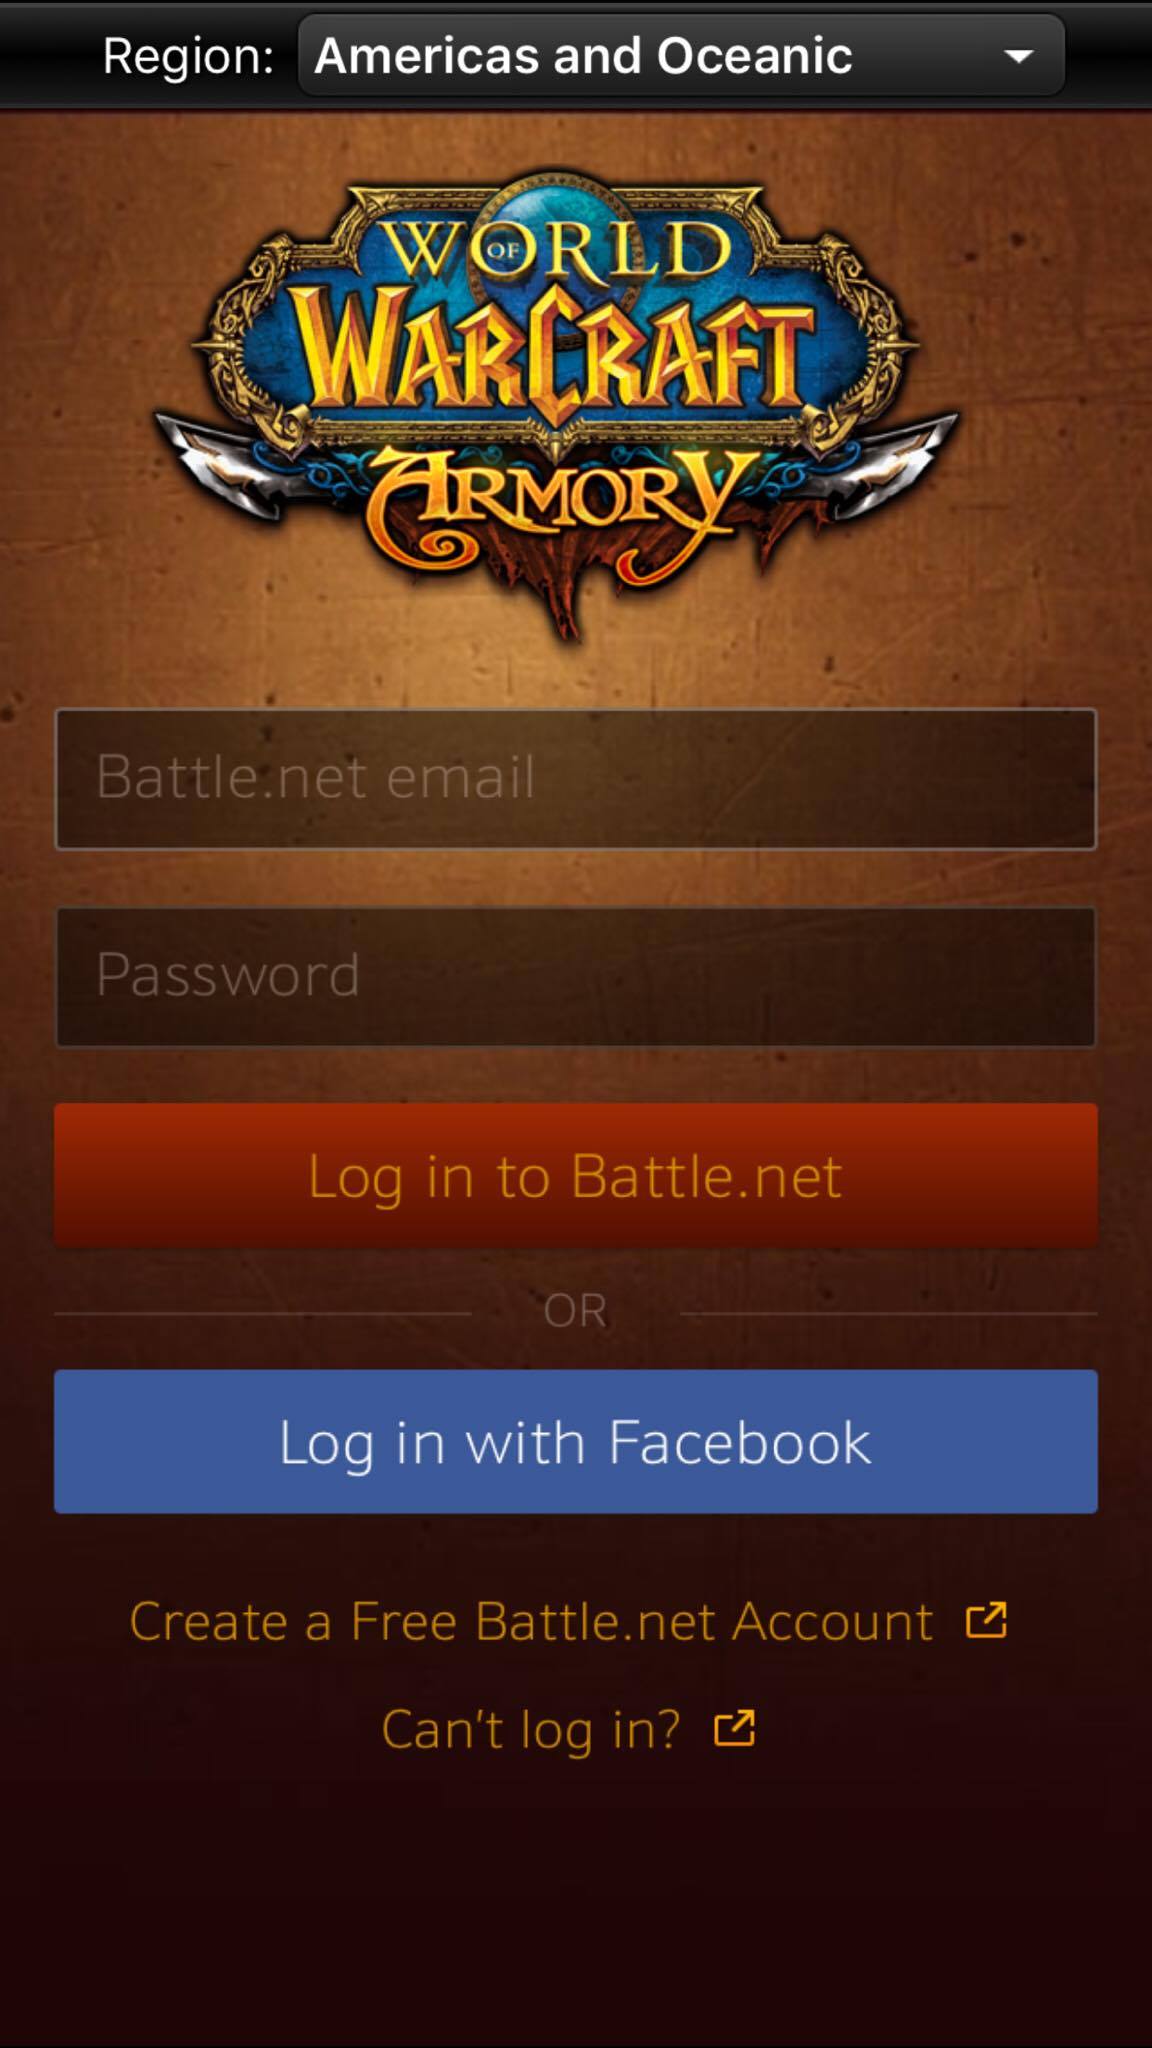 Region: Americas and Oceanic
WORLD
OF
WARCRAFT
ARMORY
Battle.net email
Password
Log in to Battle.net
OR
Log in with Facebook
Create a Free Battle.net Account
Can't log in?